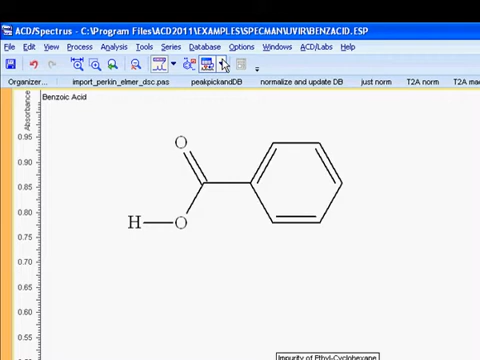 ACD/Spectrus - C:\Program Files\ACD2011\EXAMPLES\SPECMAN\UVIR\BENZACID.ESP
File Edit View Process Analysis Tools Series Database Options Windows ACD/Labs Help
Organizer... import_perkin_elmer_dsc.pas peakpickandDB normalize and update DB just norm T2A norm T2A ma
Benzoic Acid
Absorbance
0.95
0.90
0.85
0.80
0.75
0.70
0.65
0.60
0.55
O
H O
Impurity of Ethyl-Cyclohexane